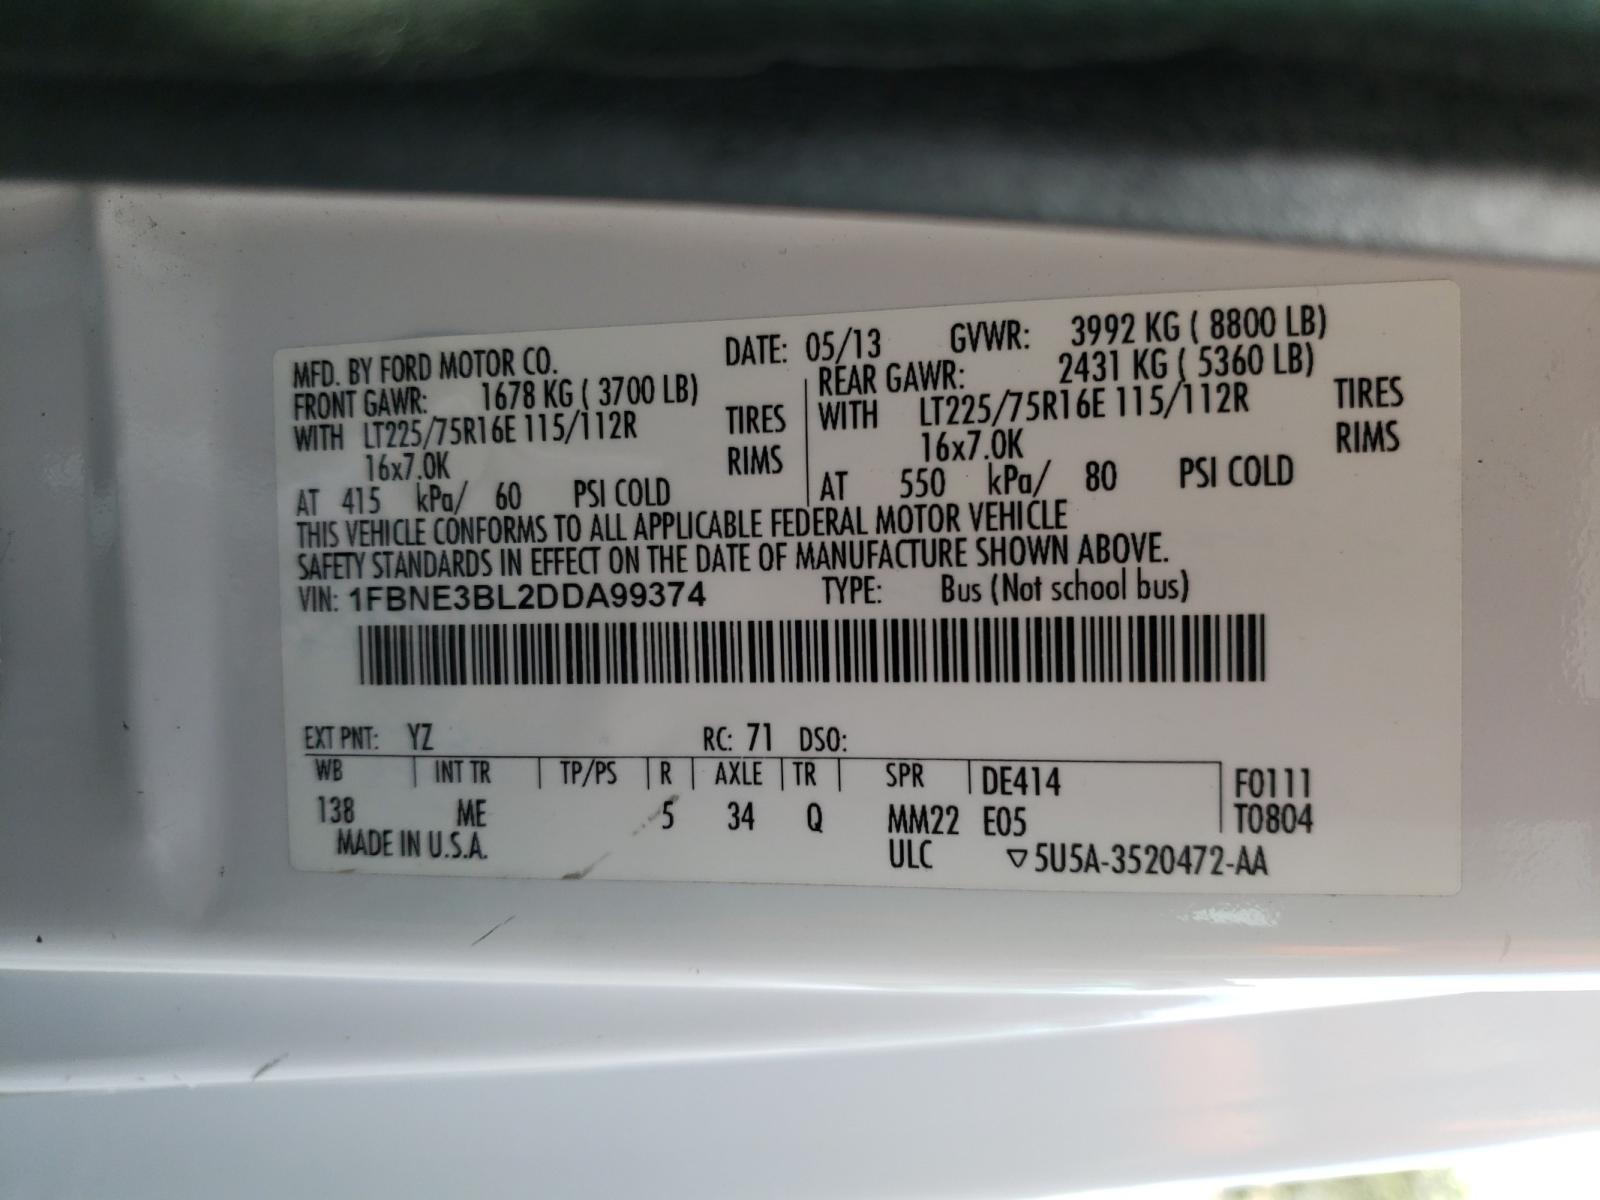 MFD. BY FORD MOTOR CO. DATE: 05/13 GVWR: 3992 KG ( 8800 LB)
FRONT GAWR: 1678 KG ( 3700 LB) REAR GAWR: 2431 KG ( 5360 LB)
WITH LT225/75R16E 115/112R TIRES WITH LT225/75R16E 115/112R TIRES
16x7.0K RIMS 16x7.0K RIMS
AT 415 kPa/ 60 PSI COLD AT 550 kPa/ 80 PSI COLD
THIS VEHICLE CONFORMS TO ALL APPLICABLE FEDERAL MOTOR VEHICLE
SAFETY STANDARDS IN EFFECT ON THE DATE OF MANUFACTURE SHOWN ABOVE.
VIN: 1FBNE3BL2DDA99374 TYPE: Bus (Not school bus)
EXT PNT: YZ RC: 71 DSO:
WB INT TR TP/PS R AXLE TR SPR DE414 F0111
138 ME 5 34 Q MM22 E05 T0804
MADE IN U.S.A. ULC ▽5U5A-3520472-AA